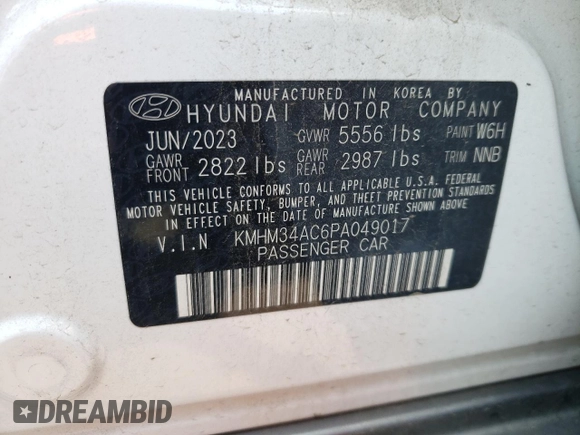 MANUFACTURED IN KOREA BY
HYUNDAI MOTOR COMPANY
JUN/2023 GVWR 5556 lbs PAINT W6H
GAWR FRONT 2822 lbs GAWR REAR 2987 lbs TRIM NNB
THIS VEHICLE CONFORMS TO ALL APPLICABLE U.S.A. FEDERAL
MOTOR VEHICLE SAFETY, BUMPER, AND THEFT PREVENTION STANDARDS
IN EFFECT ON THE DATE OF MANUFACTURE SHOWN ABOVE.
V.I.N KMHM34AC6PA049017
PASSENGER CAR
DREAMBID